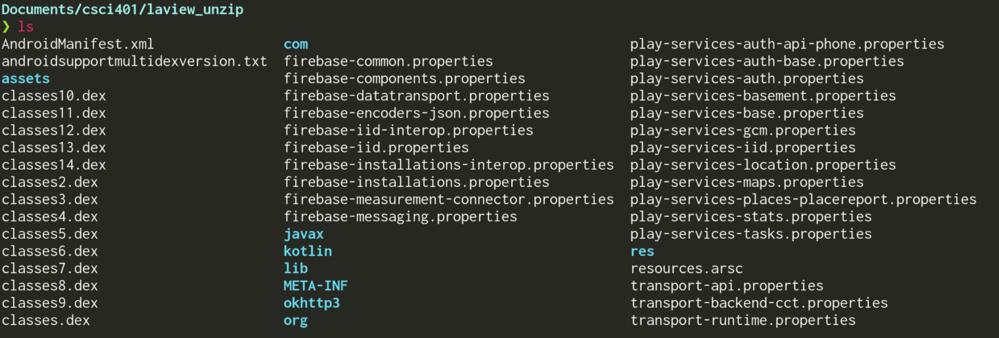 Documents/csci401/laview_unzip
❯ ls
AndroidManifest.xml com play-services-auth-api-phone.properties
androidsupportmultidexversion.txt firebase-common.properties play-services-auth-base.properties
assets firebase-components.properties play-services-auth.properties
classes10.dex firebase-datatransport.properties play-services-basement.properties
classes11.dex firebase-encoders-json.properties play-services-base.properties
classes12.dex firebase-iid-interop.properties play-services-gcm.properties
classes13.dex firebase-iid.properties play-services-iid.properties
classes14.dex firebase-installations-interop.properties play-services-location.properties
classes2.dex firebase-installations.properties play-services-maps.properties
classes3.dex firebase-measurement-connector.properties play-services-places-placereport.properties
classes4.dex firebase-messaging.properties play-services-stats.properties
classes5.dex javax play-services-tasks.properties
classes6.dex kotlin res
classes7.dex lib resources.arsc
classes8.dex META-INF transport-api.properties
classes9.dex okhttp3 transport-backend-cct.properties
classes.dex org transport-runtime.properties